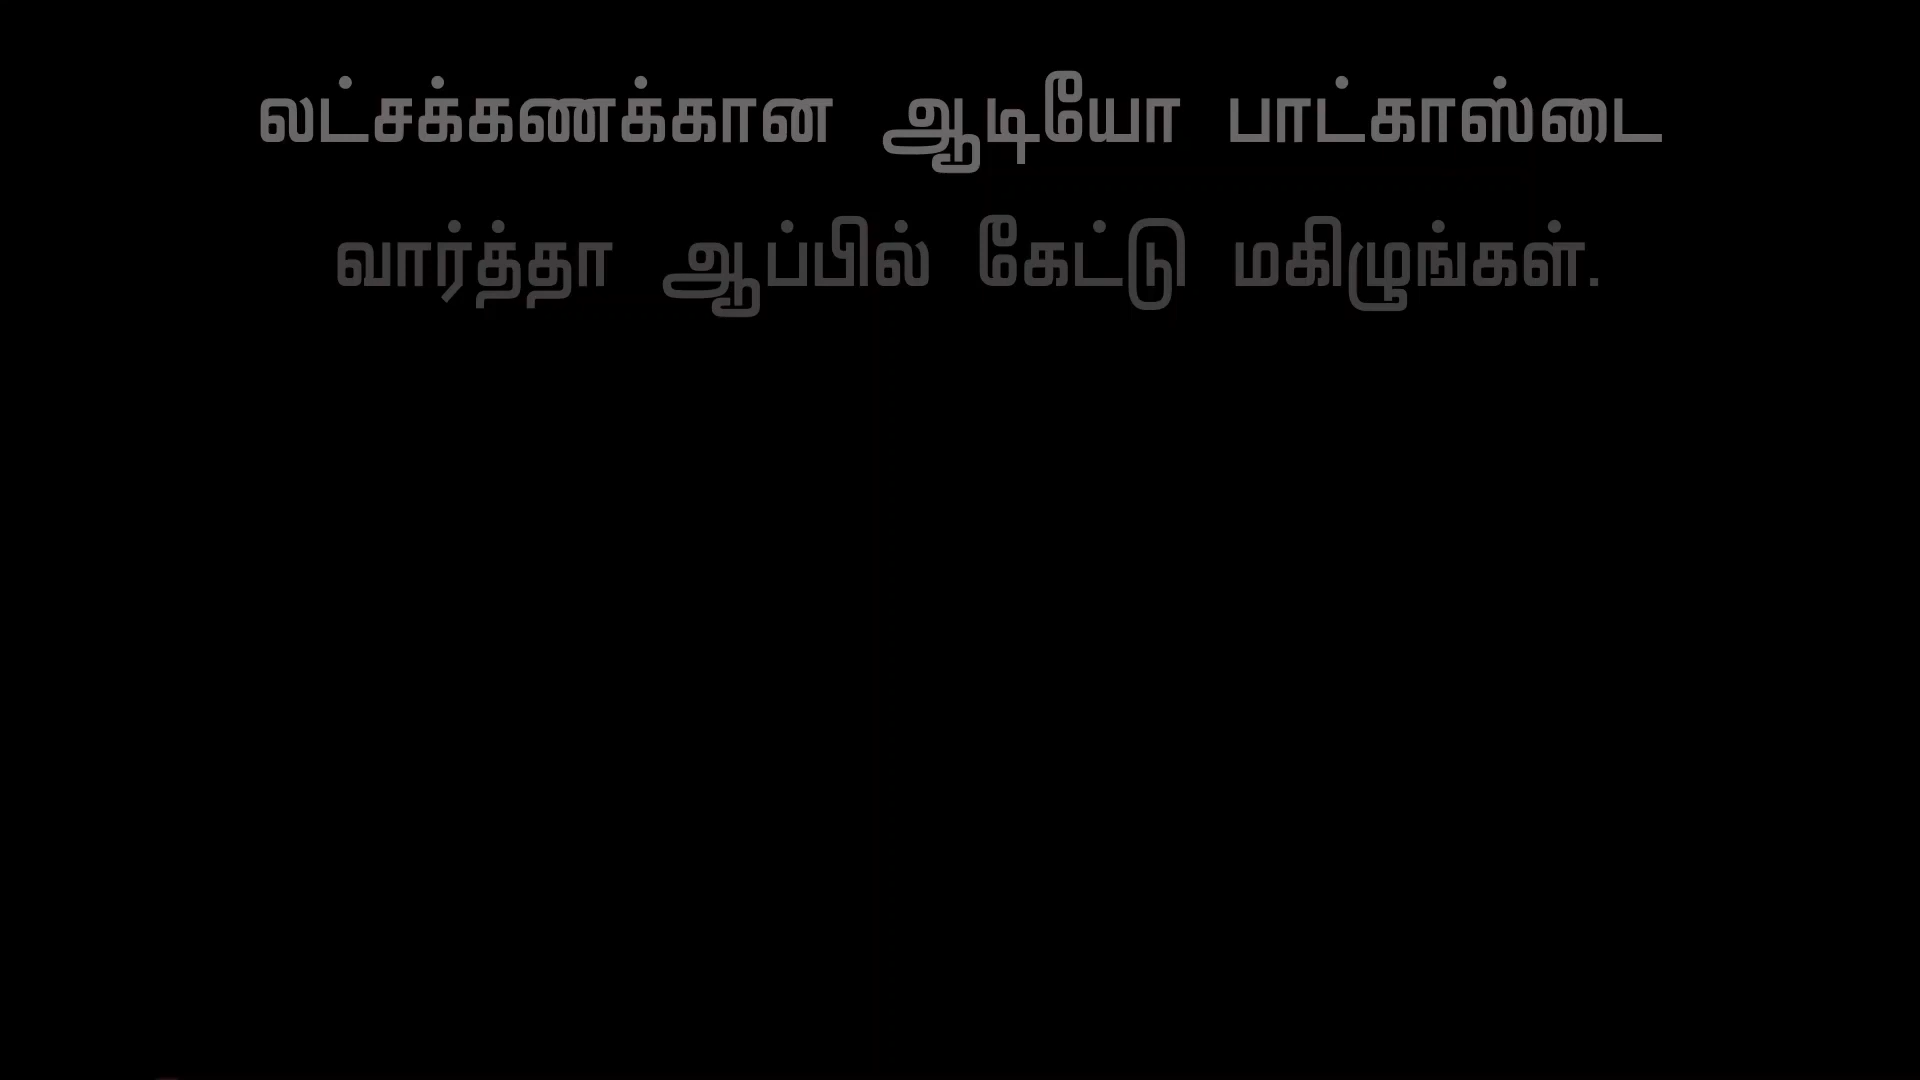 லட்சக்கணக்கான ஆடியோ பாட்காஸ்டை
வார்த்தா ஆப்பில் கேட்டு மகிழுங்கள்.